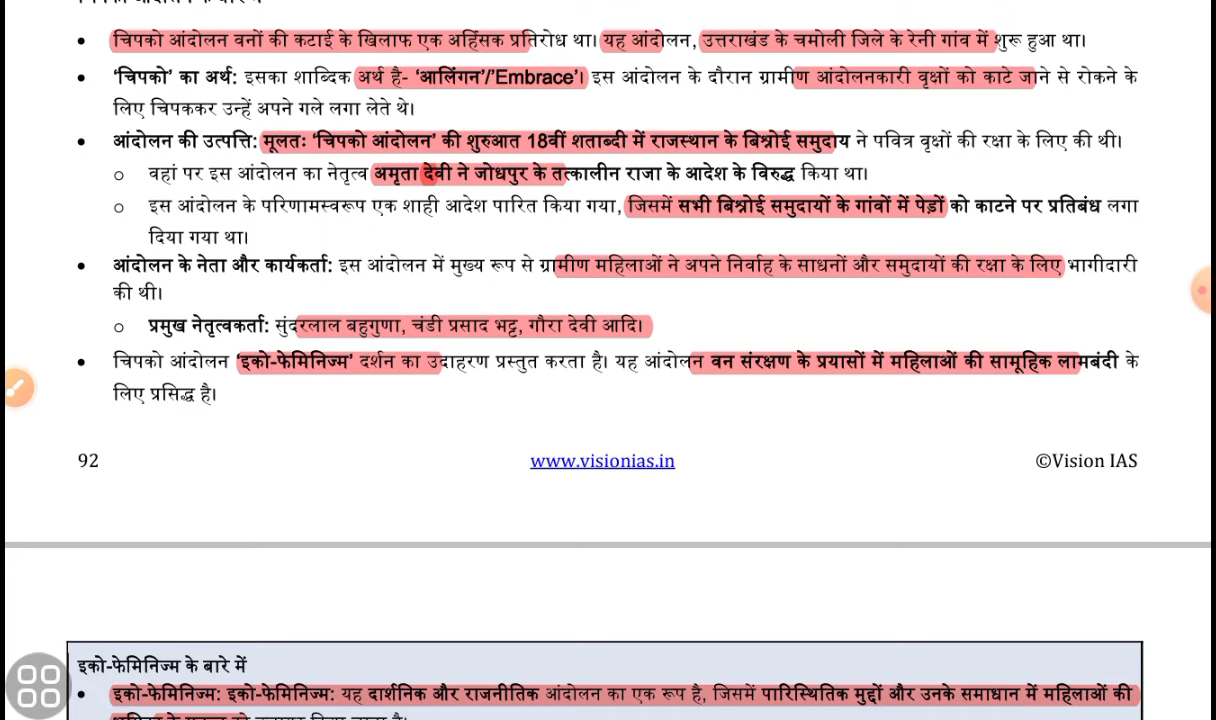 • चिपको आंदोलन वनों की कटाई के खिलाफ एक अहिंसक प्रतिरोध था। यह आंदोलन, उत्तराखंड के चमोली जिले के रेनी गांव में शुरू हुआ था।
• ‘चिपको’ का अर्थ: इसका शाब्दिक अर्थ है- ‘आलिंगन’/’Embrace’। इस आंदोलन के दौरान ग्रामीण आंदोलनकारी वृक्षों को काटे जाने से रोकने के
लिए चिपककर उन्हें अपने गले लगा लेते थे।
• आंदोलन की उत्पत्ति: मूलतः ‘चिपको आंदोलन’ की शुरुआत 18वीं शताब्दी में राजस्थान के बिश्नोई समुदाय ने पवित्र वृक्षों की रक्षा के लिए की थी।
o वहां पर इस आंदोलन का नेतृत्व अमृता देवी ने जोधपुर के तत्कालीन राजा के आदेश के विरुद्ध किया था।
o इस आंदोलन के परिणामस्वरूप एक शाही आदेश पारित किया गया, जिसमें सभी बिश्नोई समुदायों के गांवों में पेड़ों को काटने पर प्रतिबंध लगा
दिया गया था।
• आंदोलन के नेता और कार्यकर्ता: इस आंदोलन में मुख्य रूप से ग्रामीण महिलाओं ने अपने निर्वाह के साधनों और समुदायों की रक्षा के लिए भागीदारी
की थी।
o प्रमुख नेतृत्वकर्ता: सुंदरलाल बहुगुणा, चंडी प्रसाद भट्ट, गौरा देवी आदि।
• चिपको आंदोलन ‘इको-फेमिनिज्म’ दर्शन का उदाहरण प्रस्तुत करता है। यह आंदोलन वन संरक्षण के प्रयासों में महिलाओं की सामूहिक लामबंदी के
लिए प्रसिद्ध है।
92 www.visionias.in ©Vision IAS
इको-फेमिनिज्म के बारे में
• इको-फेमिनिज्म: इको-फेमिनिज्म: यह दार्शनिक और राजनीतिक आंदोलन का एक रूप है, जिसमें पारिस्थितिक मुद्दों और उनके समाधान में महिलाओं की